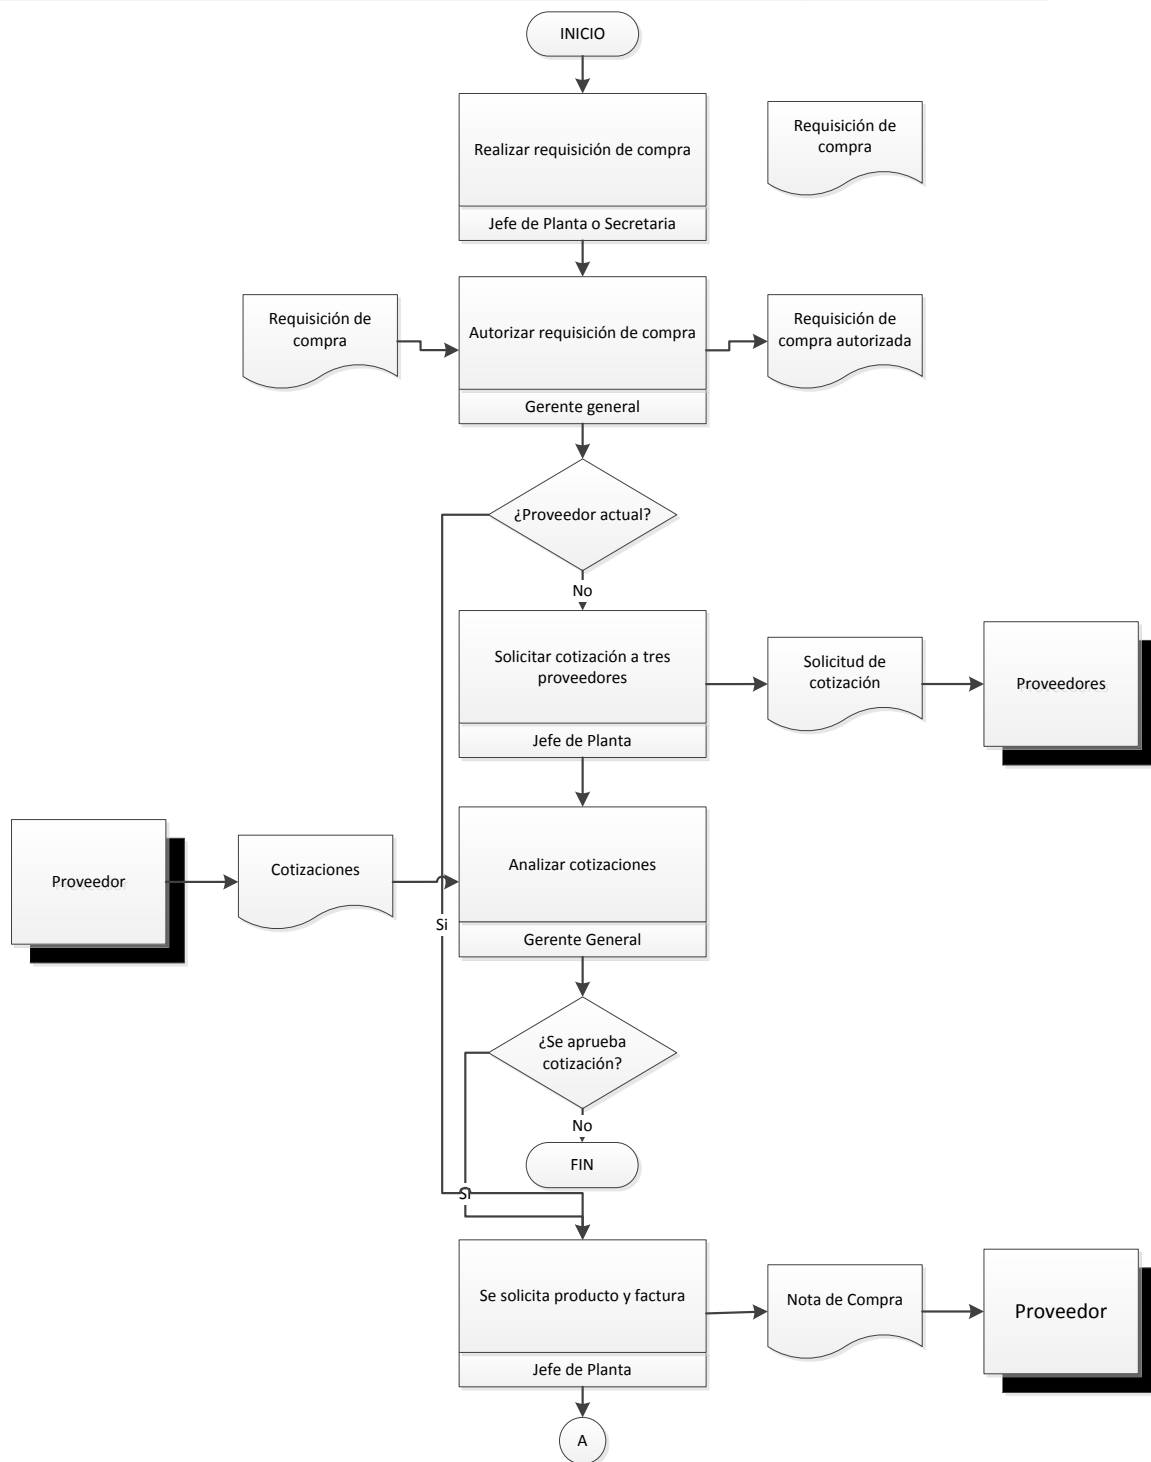 INICIO
Realizar requisición de compra
Jefe de Planta o Secretaria
Requisición de
compra
Requisición de
compra
Autorizar requisición de compra
Gerente general
Requisición de
compra autorizada
¿Proveedor actual?
No
Solicitar cotización a tres
proveedores
Jefe de Planta
Solicitud de
cotización
Proveedores
Proveedor
Cotizaciones
Analizar cotizaciones
Gerente General
Si
¿Se aprueba
cotización?
No
FIN
Si
Se solicita producto y factura
Jefe de Planta
Nota de Compra
Proveedor
A